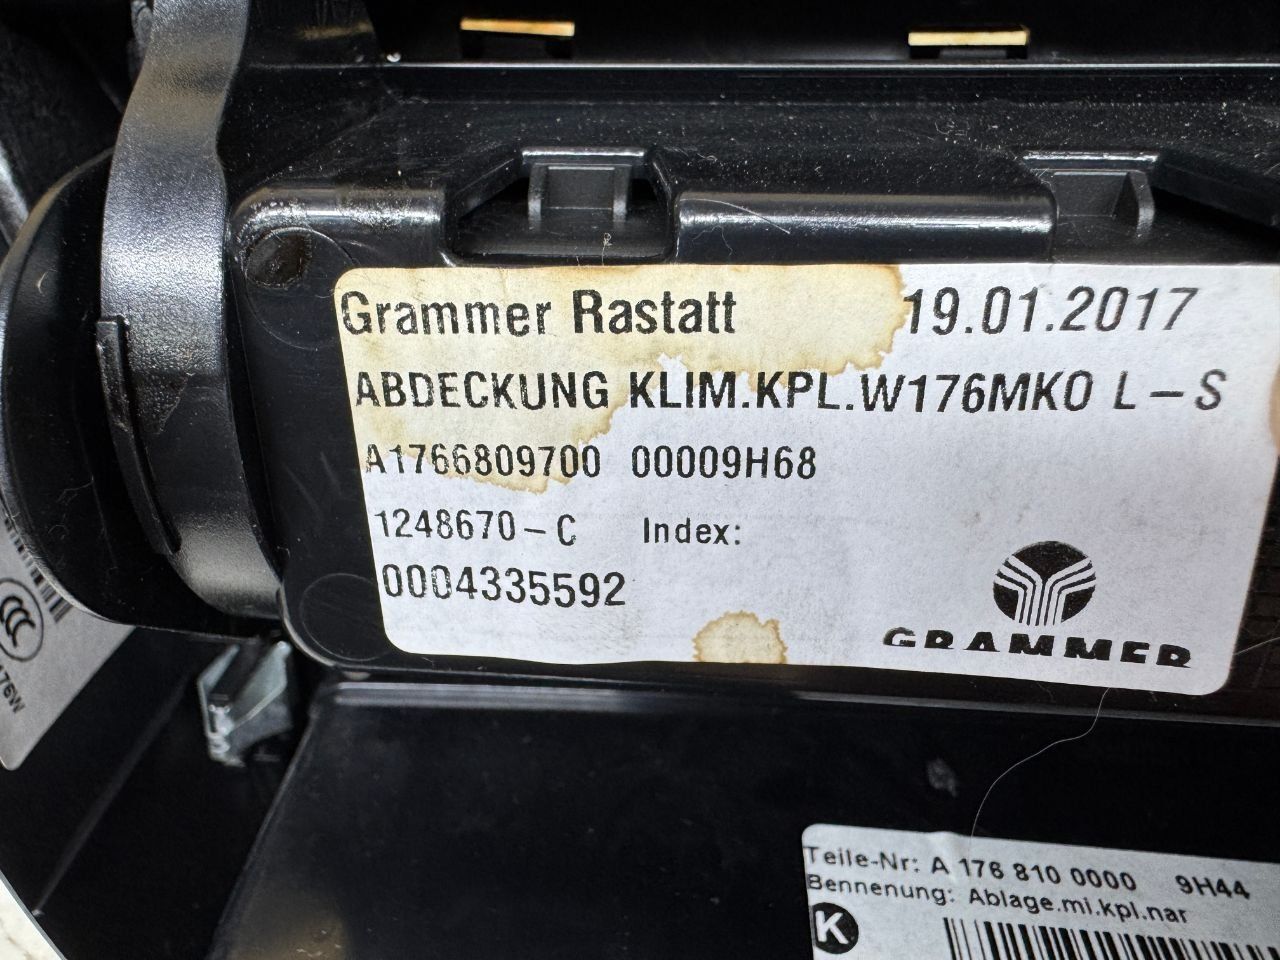 Grammer Rastatt 19.01.2017
ABDECKUNG KLIM.KPL.W176MKO L-S
A1766809700 00009H68
1248670-C Index:
0004335592
GRAMMER
Teile-Nr: A 176 810 0000 9H44
Bennenung: Ablage.mi.kpl.nar
K
176W